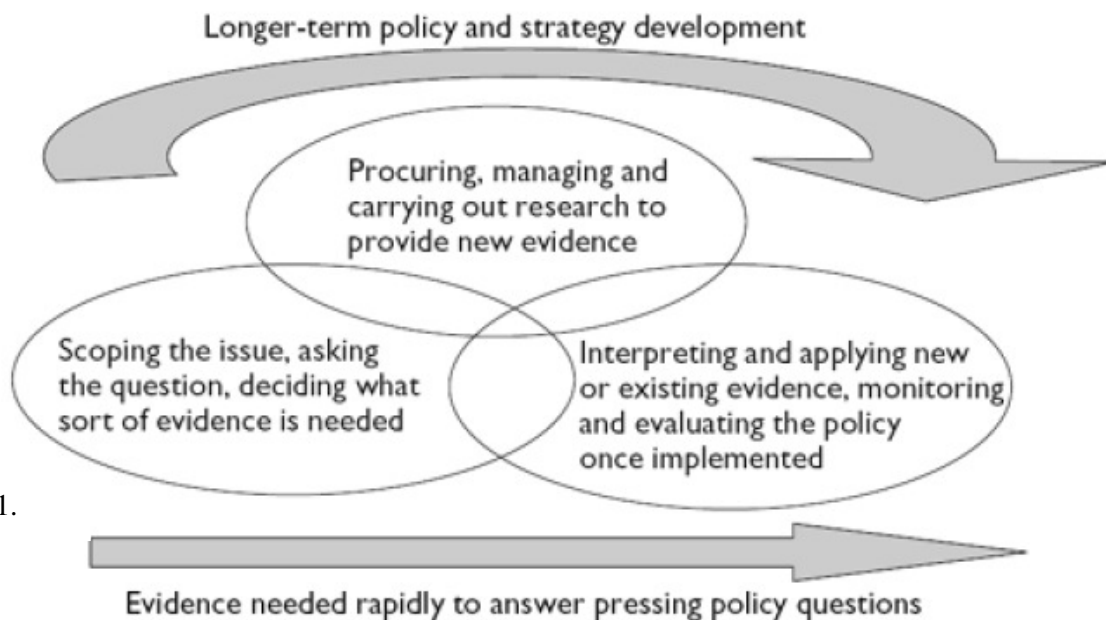 Longer-term policy and strategy development
Procuring, managing and
carrying out research to
provide new evidence
Scoping the issue, asking
the question, deciding what
sort of evidence is needed
Interpreting and applying new
or existing evidence, monitoring
and evaluating the policy
once implemented
1.
Evidence needed rapidly to answer pressing policy questions